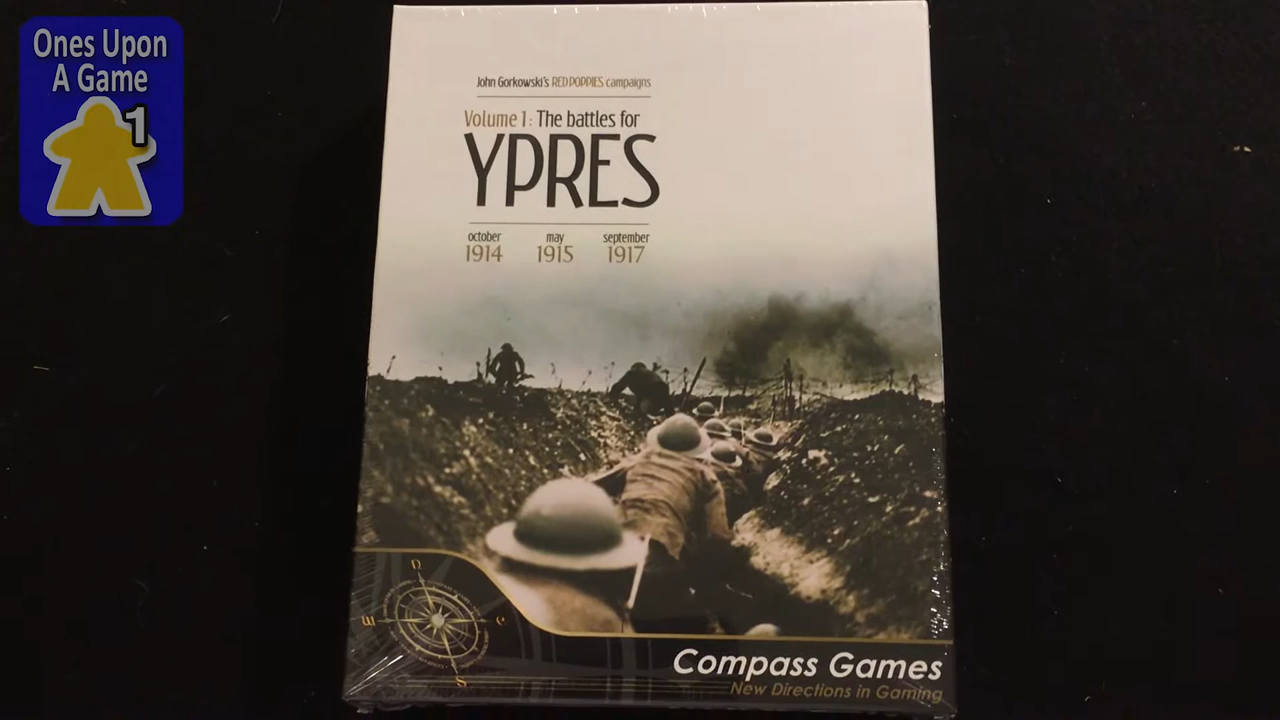 Ones Upon
A Game
1
John Gorkowski's RED POPPIES campaigns
Volume 1: The battles for
YPRES
october may september
1914 1915 1917
N
E
S
Compass Games
New Directions in Gaming